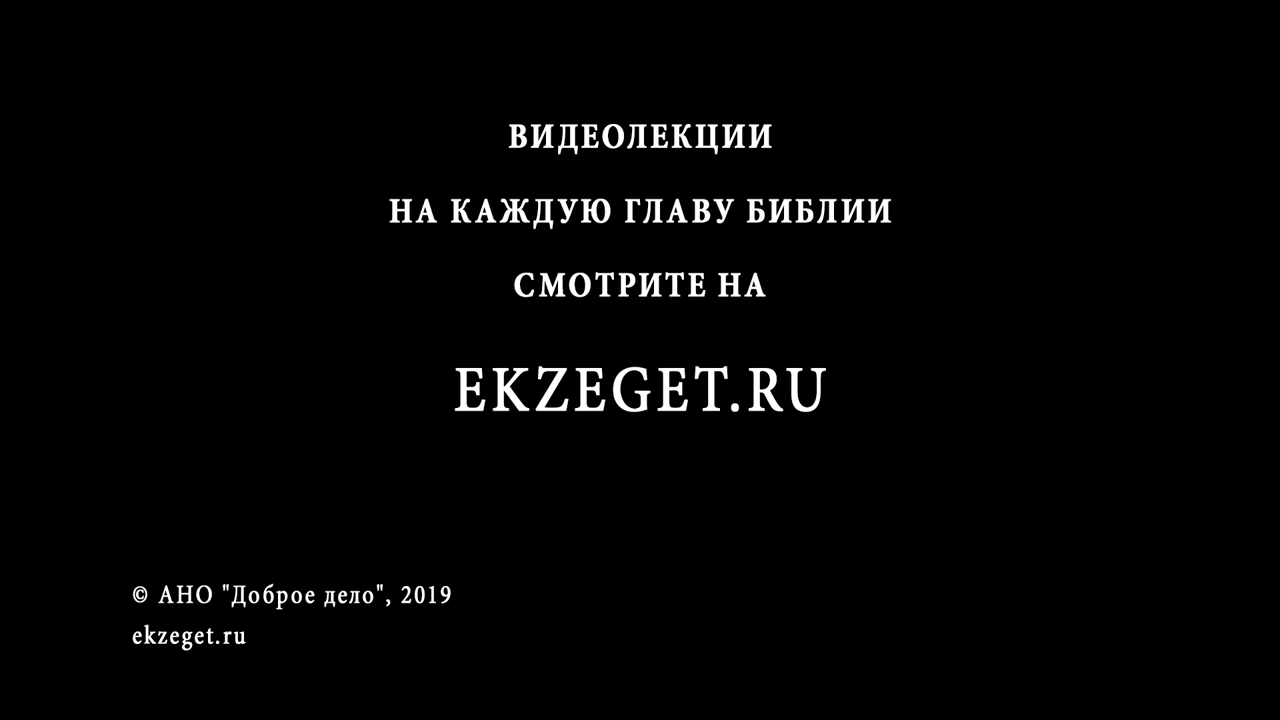 ВИДЕОЛЕКЦИИ
НА КАЖДУЮ ГЛАВУ БИБЛИИ
СМОТРИТЕ НА
EKZEGET.RU
© АНО "Доброе дело", 2019
ekzeget.ru